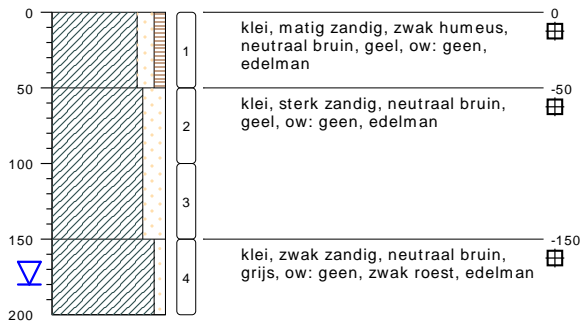 0
50
100
150
200
1
2
3
4
klei, matig zandig, zwak humeus,
neutraal bruin, geel, ow: geen,
edelman
0
klei, sterk zandig, neutraal bruin,
geel, ow: geen, edelman
-50
klei, zwak zandig, neutraal bruin,
grijs, ow: geen, zwak roest, edelman
-150